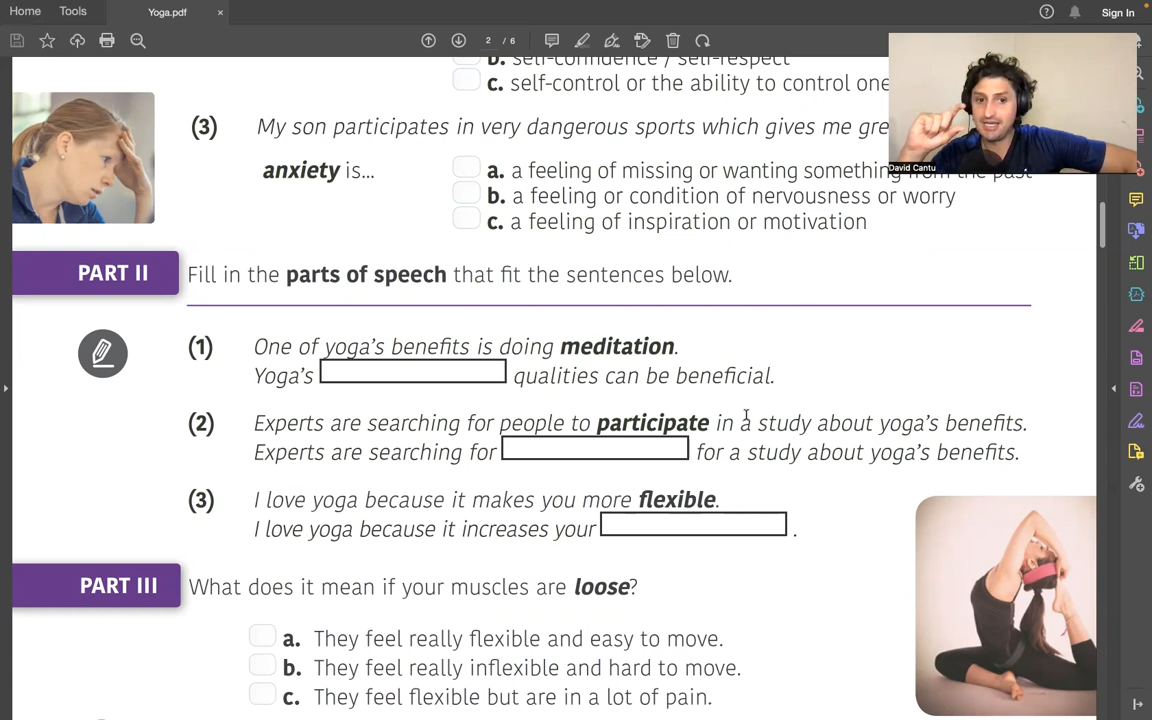 Home Tools Yoga.pdf × Sign In
2 / 6
b. self-confidence / self-respect
c. self-control or the ability to control one
(3) My son participates in very dangerous sports which gives me gre
David Cantu
anxiety is...
a. a feeling of missing or wanting something from the past
b. a feeling or condition of nervousness or worry
c. a feeling of inspiration or motivation
PART II Fill in the parts of speech that fit the sentences below.
(1) One of yoga's benefits is doing meditation.
Yoga's qualities can be beneficial.
(2) Experts are searching for people to participate in a study about yoga's benefits.
Experts are searching for for a study about yoga's benefits.
(3) I love yoga because it makes you more flexible.
I love yoga because it increases your .
PART III What does it mean if your muscles are loose?
a. They feel really flexible and easy to move.
b. They feel really inflexible and hard to move.
c. They feel flexible but are in a lot of pain.